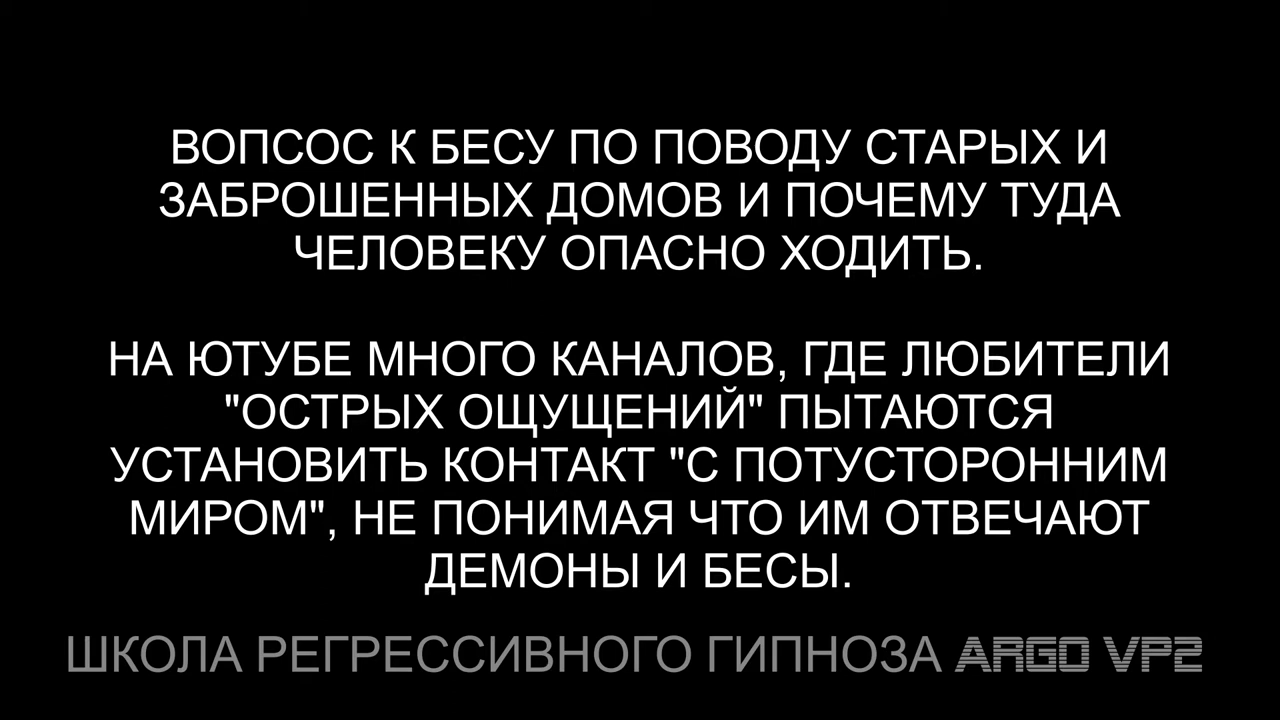 ВОПСОС К БЕСУ ПО ПОВОДУ СТАРЫХ И
ЗАБРОШЕННЫХ ДОМОВ И ПОЧЕМУ ТУДА
ЧЕЛОВЕКУ ОПАСНО ХОДИТЬ.
НА ЮТУБЕ МНОГО КАНАЛОВ, ГДЕ ЛЮБИТЕЛИ
"ОСТРЫХ ОЩУЩЕНИЙ" ПЫТАЮТСЯ
УСТАНОВИТЬ КОНТАКТ "С ПОТУСТОРОННИМ
МИРОМ", НЕ ПОНИМАЯ ЧТО ИМ ОТВЕЧАЮТ
ДЕМОНЫ И БЕСЫ.
ШКОЛА РЕГРЕССИВНОГО ГИПНОЗА ARGO VP2